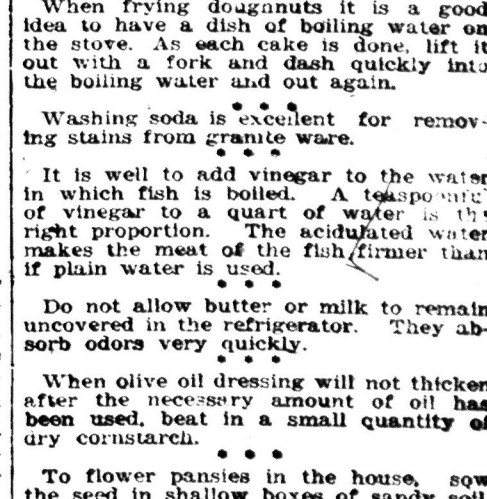 When frying doughnuts it is a good
idea to have a dish of boiling water on
the stove. As each cake is done, lift it
out with a fork and dash quickly into
the boiling water and out again.
* * *
Washing soda is excellent for remov-
ing stains from granite ware.
* * *
It is well to add vinegar to the water
in which fish is boiled. A teaspoonful
of vinegar to a quart of water is the
right proportion. The acidulated water
makes the meat of the fish firmer than
if plain water is used.
* * *
Do not allow butter or milk to remain
uncovered in the refrigerator. They ab-
sorb odors very quickly.
* * *
When olive oil dressing will not thicken
after the necessary amount of oil has
been used, beat in a small quantity of
dry cornstarch.
* * *
To flower pansies in the house, sow
the seed in shallow boxes of sandy soil